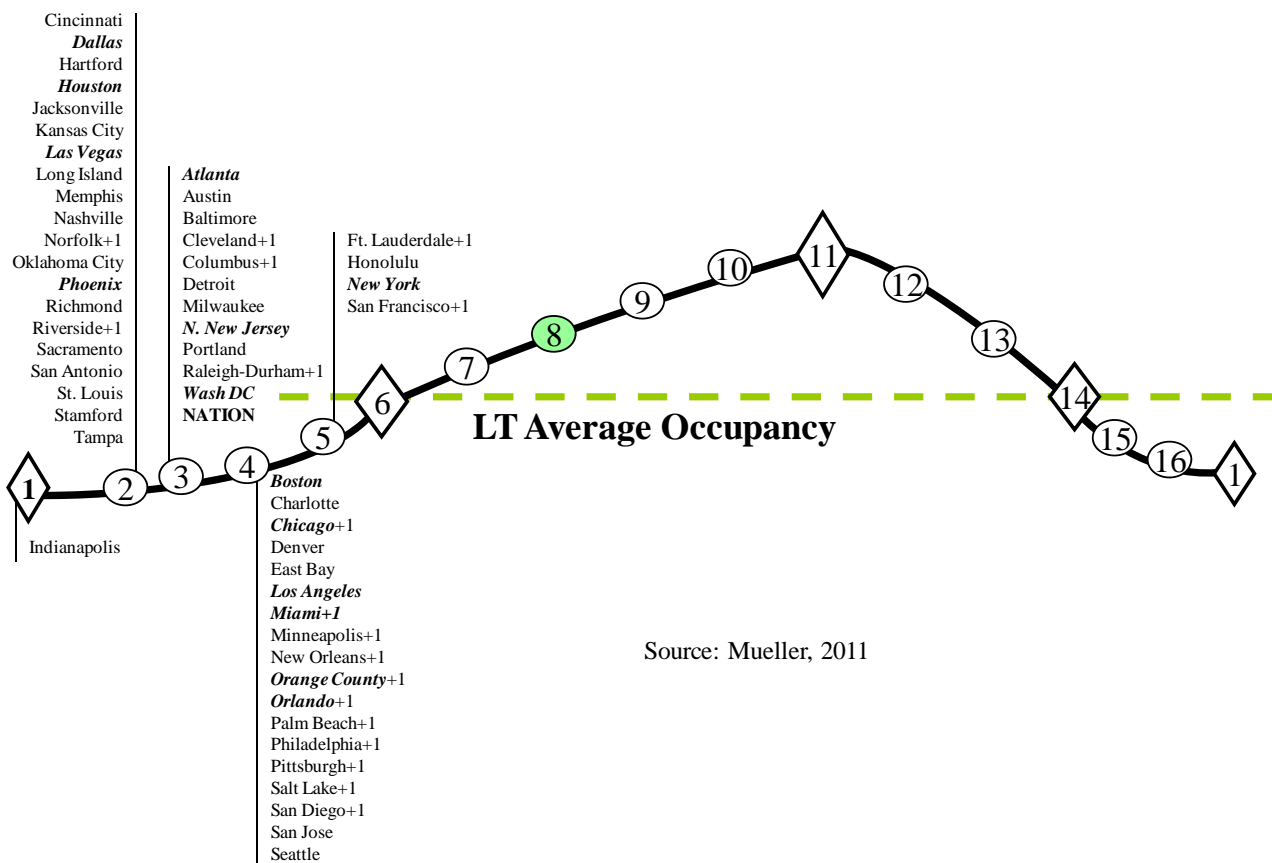 Cincinnati
Dallas
Hartford
Houston
Jacksonville
Kansas City
Las Vegas
Long Island
Memphis
Nashville
Norfolk+1
Oklahoma City
Phoenix
Richmond
Riverside+1
Sacramento
San Antonio
St. Louis
Stamford
Tampa
Atlanta
Austin
Baltimore
Cleveland+1
Columbus+1
Detroit
Milwaukee
N. New Jersey
Portland
Raleigh-Durham+1
Wash DC
NATION
Ft. Lauderdale+1
Honolulu
New York
San Francisco+1
1
2
3
4
5
6
7
8
9
10
11
12
13
14
15
16
1
LT Average Occupancy
Indianapolis
Boston
Charlotte
Chicago+1
Denver
East Bay
Los Angeles
Miami+1
Minneapolis+1
New Orleans+1
Orange County+1
Orlando+1
Palm Beach+1
Philadelphia+1
Pittsburgh+1
Salt Lake+1
San Diego+1
San Jose
Seattle
Source: Mueller, 2011